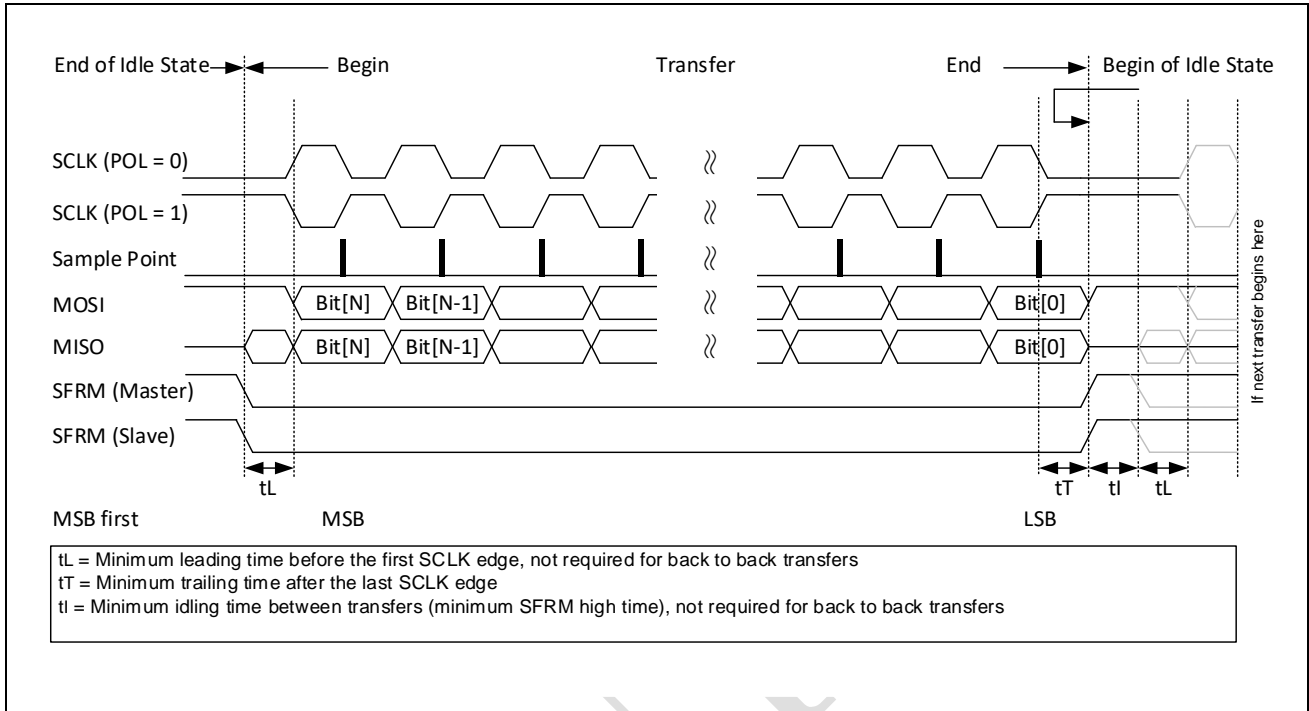 End of Idle State Begin Transfer End Begin of Idle State
SCLK (POL = 0)
SCLK (POL = 1)
Sample Point
MOSI Bit[N] Bit[N-1] Bit[0]
MISO Bit[N] Bit[N-1] Bit[0]
SFRM (Master)
SFRM (Slave)
If next transfer begins here
tL tT tI tL
MSB first MSB LSB
tL = Minimum leading time before the first SCLK edge, not required for back to back transfers
tT = Minimum trailing time after the last SCLK edge
tI = Minimum idling time between transfers (minimum SFRM high time), not required for back to back transfers